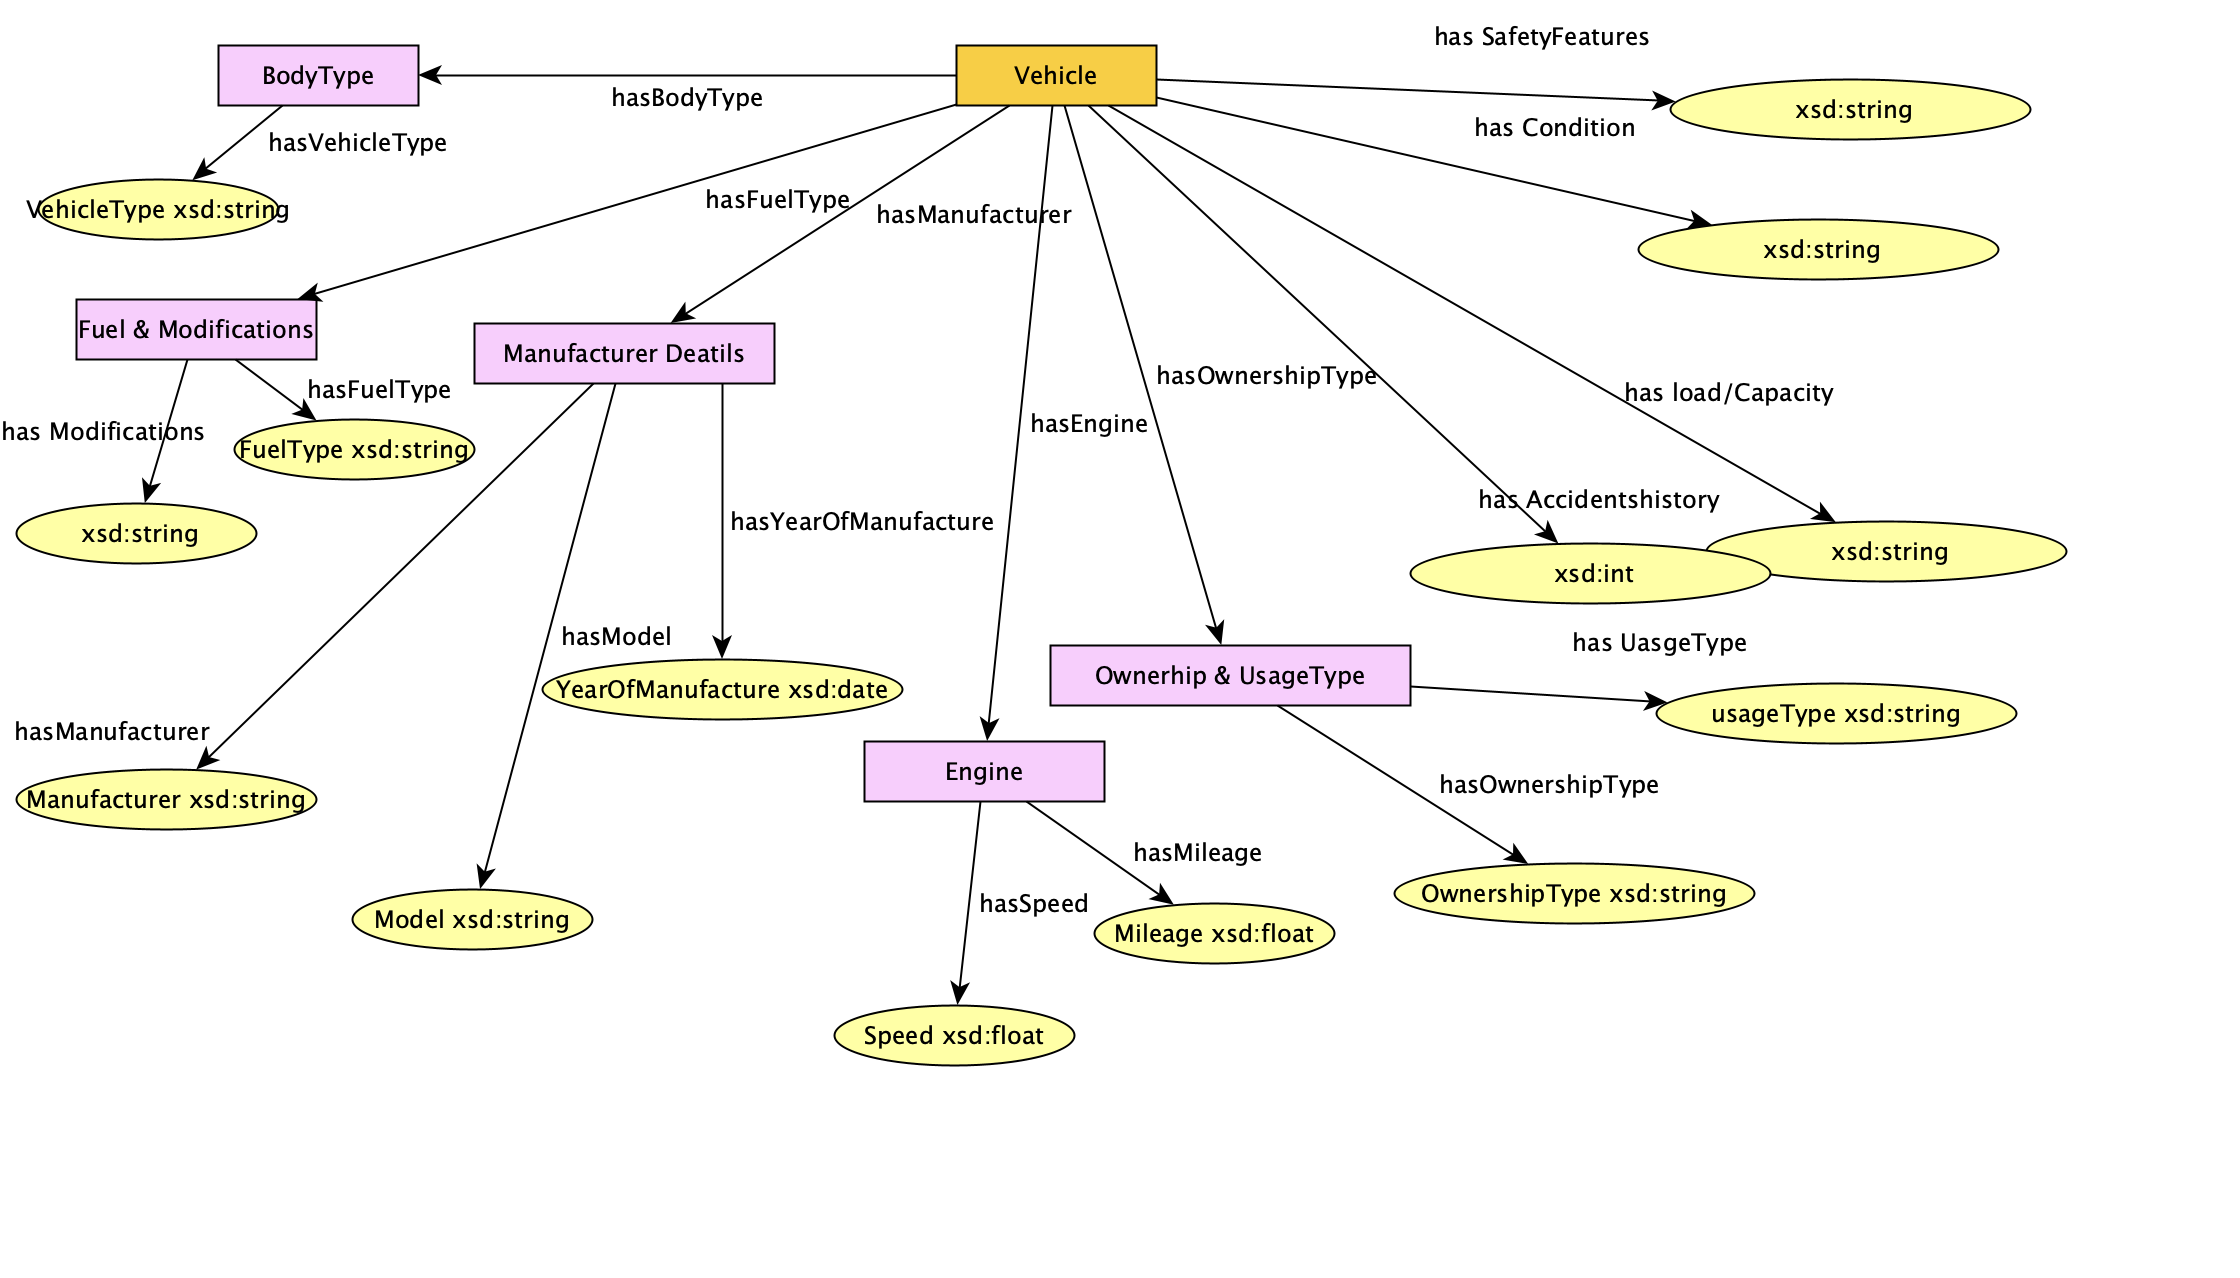 has SafetyFeatures
BodyType
Vehicle
hasBodyType
xsd:string
has Condition
hasVehicleType
VehicleType xsd:string
hasFuelType
hasManufacturer
xsd:string
Fuel & Modifications
Manufacturer Deatils
hasFuelType
hasOwnershipType
has load/Capacity
has Modifications
hasEngine
FuelType xsd:string
has Accidentshistory
xsd:string
hasYearOfManufacture
xsd:string
xsd:int
hasModel
has UasgeType
YearOfManufacture xsd:date
Ownerhip & UsageType
usageType xsd:string
hasManufacturer
Engine
hasOwnershipType
Manufacturer xsd:string
hasMileage
hasSpeed
OwnershipType xsd:string
Model xsd:string
Mileage xsd:float
Speed xsd:float